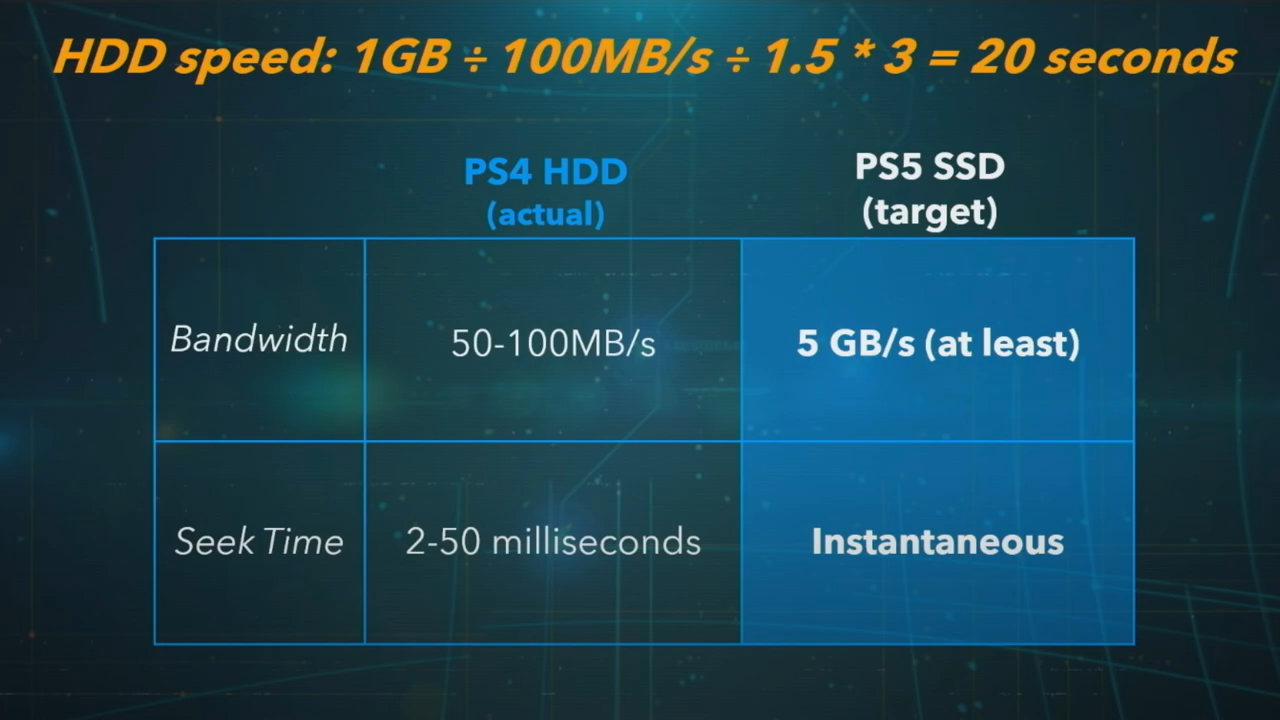 HDD speed: 1GB ÷ 100MB/s ÷ 1.5 * 3 = 20 seconds
PS4 HDD
(actual)
PS5 SSD
(target)
Bandwidth
50-100MB/s
5 GB/s (at least)
Seek Time
2-50 milliseconds
Instantaneous